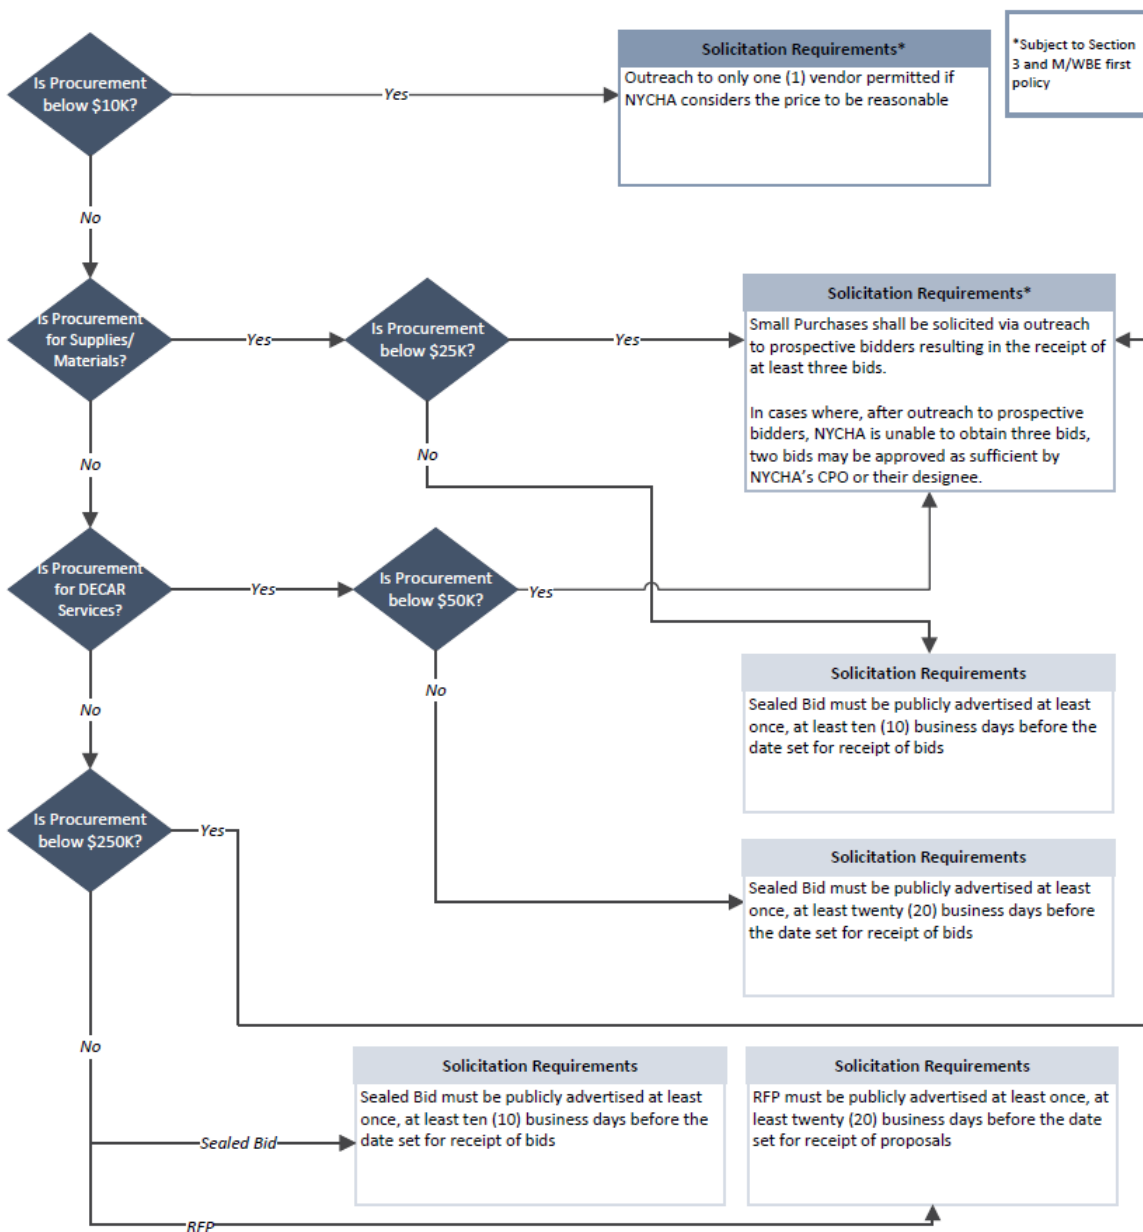 Is Procurement
below $10K?
Yes
Solicitation Requirements*
Outreach to only one (1) vendor permitted if
NYCHA considers the price to be reasonable
*Subject to Section
3 and M/WBE first
policy
No
Is Procurement
for Supplies/
Materials?
Yes
Is Procurement
below $25K?
Yes
Solicitation Requirements*
Small Purchases shall be solicited via outreach
to prospective bidders resulting in the receipt of
at least three bids.
In cases where, after outreach to prospective
bidders, NYCHA is unable to obtain three bids,
two bids may be approved as sufficient by
NYCHA's CPO or their designee.
No
No
Is Procurement
for DECAR
Services?
Yes
Is Procurement
below $50K?
Yes
Solicitation Requirements
Sealed Bid must be publicly advertised at least
once, at least ten (10) business days before the
date set for receipt of bids
No
No
Is Procurement
below $250K?
Yes
Solicitation Requirements
Sealed Bid must be publicly advertised at least
once, at least twenty (20) business days before
the date set for receipt of bids
No
Solicitation Requirements
Sealed Bid must be publicly advertised at least
once, at least ten (10) business days before the
date set for receipt of bids
Solicitation Requirements
RFP must be publicly advertised at least once, at
least twenty (20) business days before the date
set for receipt of proposals
Sealed Bid
RFP